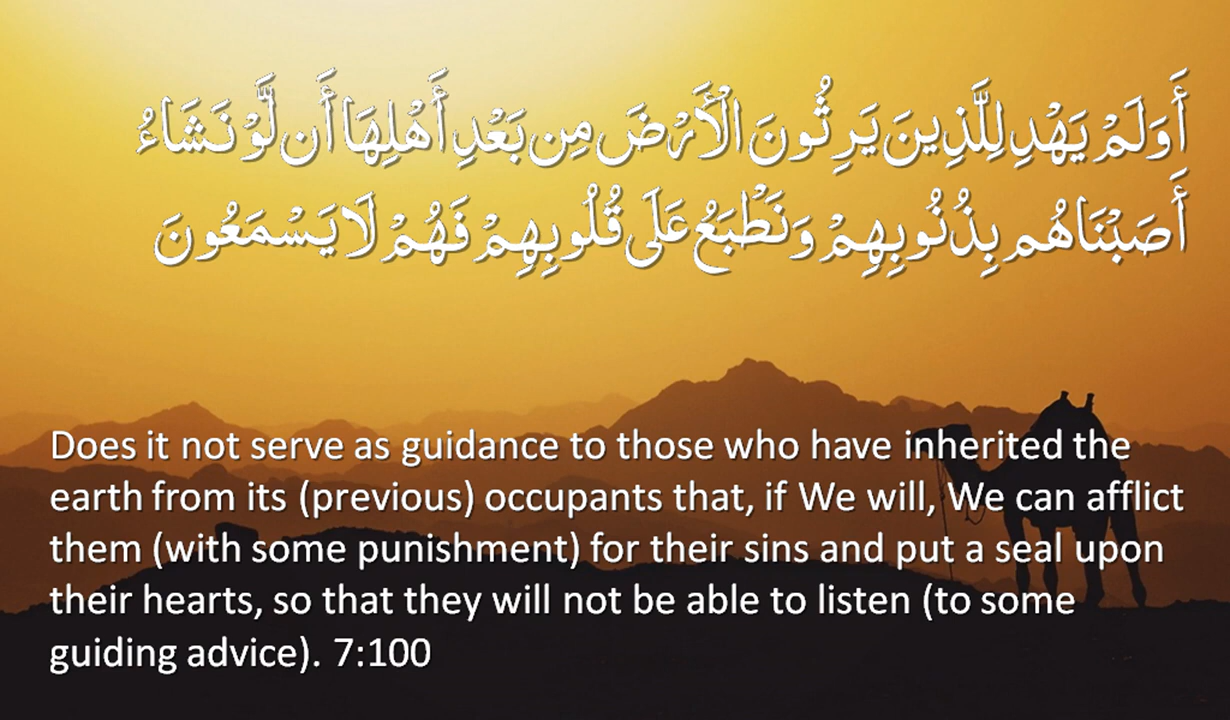 أَوَلَمْ يَهْدِ لِلَّذِينَ يَرِثُونَ الْأَرْضَ مِن بَعْدِ أَهْلِهَا أَن لَّوْ نَشَاءُ
أَصَبْنَاهُم بِذُنُوبِهِمْ وَنَطْبَعُ عَلَى قُلُوبِهِمْ فَهُمْ لَا يَسْمَعُونَ
Does it not serve as guidance to those who have inherited the
earth from its (previous) occupants that, if We will, We can afflict
them (with some punishment) for their sins and put a seal upon
their hearts, so that they will not be able to listen (to some
guiding advice). 7:100